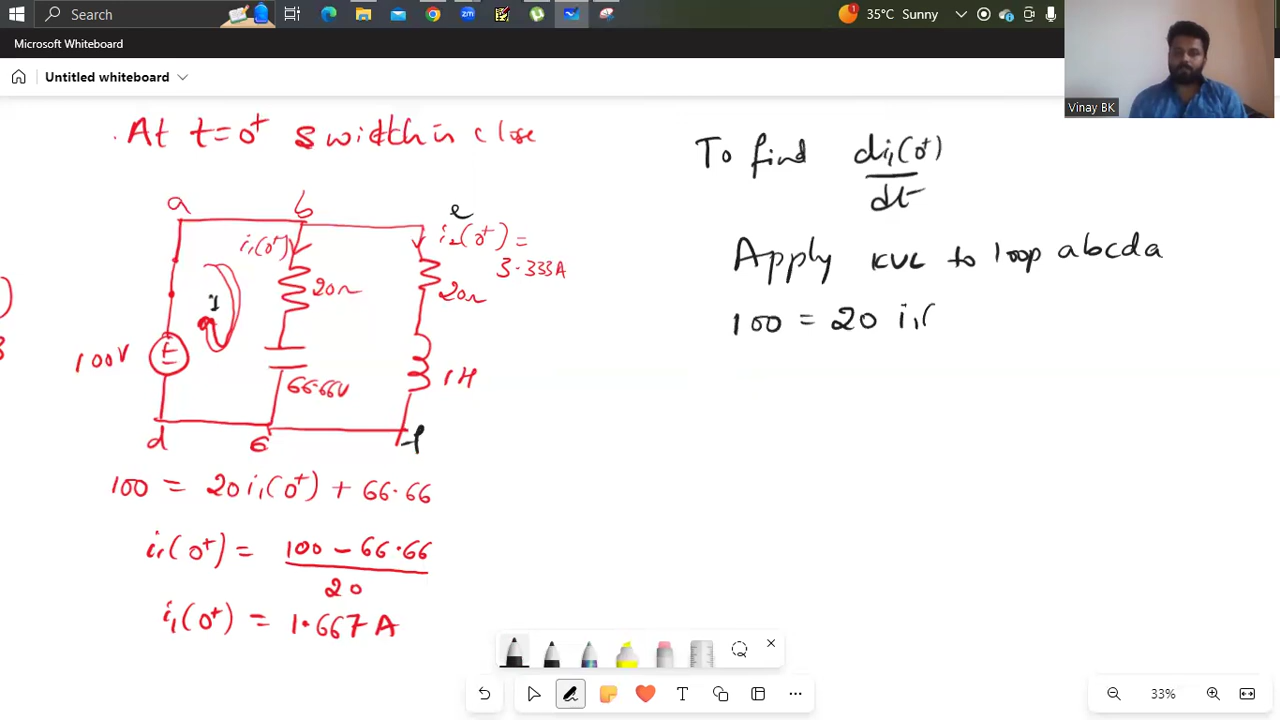 Search
35°C Sunny
Microsoft Whiteboard
Untitled whiteboard
Vinay BK
At t=0⁺ switch is close
a
b
e
i₁(0⁺)
i₂(0⁺) =
3.333A
20Ω
20Ω
I
100V
66.66V
1H
d
c
f
100 = 20 i₁(0⁺) + 66.66
i₁(0⁺) = 100 - 66.66
20
i₁(0⁺) = 1.667 A
To find di₁(0⁺)
dt
Apply KVL to loop abcda
100 = 20 i₁(
33%